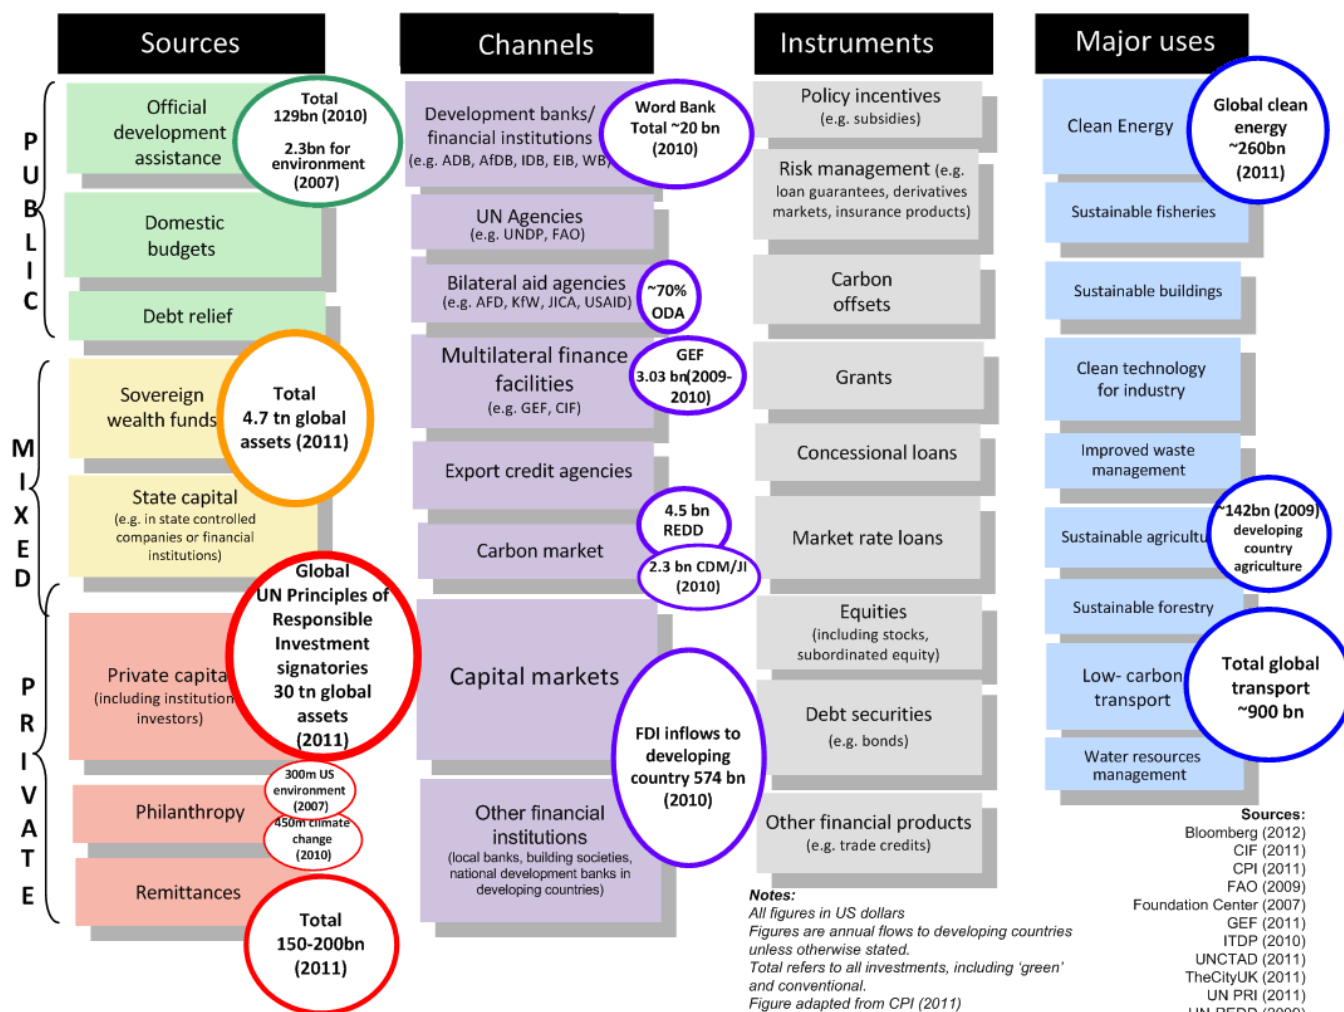 Sources
Channels
Instruments
Major uses
PUBLIC
MIXED
PRIVATE
Official
development
assistance
Total
129bn (2010)
2.3bn for
environment
(2007)
Domestic
budgets
Debt relief
Sovereign
wealth funds
Total
4.7 tn global
assets (2011)
State capital
(e.g. in state controlled
companies or financial
institutions)
Global
UN Principles of
Responsible
Investment
signatories
30 tn global
assets
(2011)
Private capita
(including institution
investors)
300m US
environment
(2007)
Philanthropy
450m climate
change
(2010)
Remittances
Total
150-200bn
(2011)
Development banks/
financial institutions
(e.g. ADB, AfDB, IDB, EIB, WB)
Word Bank
Total ~20 bn
(2010)
UN Agencies
(e.g. UNDP, FAO)
Bilateral aid agencies
(e.g. AFD, KfW, JICA, USAID)
~70%
ODA
Multilateral finance
facilities
(e.g. GEF, CIF)
GEF
3.03 bn(2009-
2010)
Export credit agencies
4.5 bn
REDD
Carbon market
2.3 bn CDM/JI
(2010)
Capital markets
FDI inflows to
developing
country 574 bn
(2010)
Other financial
institutions
(local banks, building societies,
national development banks in
developing countries)
Policy incentives
(e.g. subsidies)
Risk management (e.g.
loan guarantees, derivatives
markets, insurance products)
Carbon
offsets
Grants
Concessional loans
Market rate loans
Equities
(including stocks,
subordinated equity)
Debt securities
(e.g. bonds)
Other financial products
(e.g. trade credits)
Clean Energy
Global clean
energy
~260bn
(2011)
Sustainable fisheries
Sustainable buildings
Clean technology
for industry
Improved waste
management
Sustainable agricultu
~142bn (2009)
developing
country
agriculture
Sustainable forestry
Low- carbon
transport
Total global
transport
~900 bn
Water resources
management
Notes:
All figures in US dollars
Figures are annual flows to developing countries
unless otherwise stated.
Total refers to all investments, including ‘green’
and conventional.
Figure adapted from CPI (2011)
Sources:
Bloomberg (2012)
CIF (2011)
CPI (2011)
FAO (2009)
Foundation Center (2007)
GEF (2011)
ITDP (2010)
UNCTAD (2011)
TheCityUK (2011)
UN PRI (2011)
UN-REDD (2009)